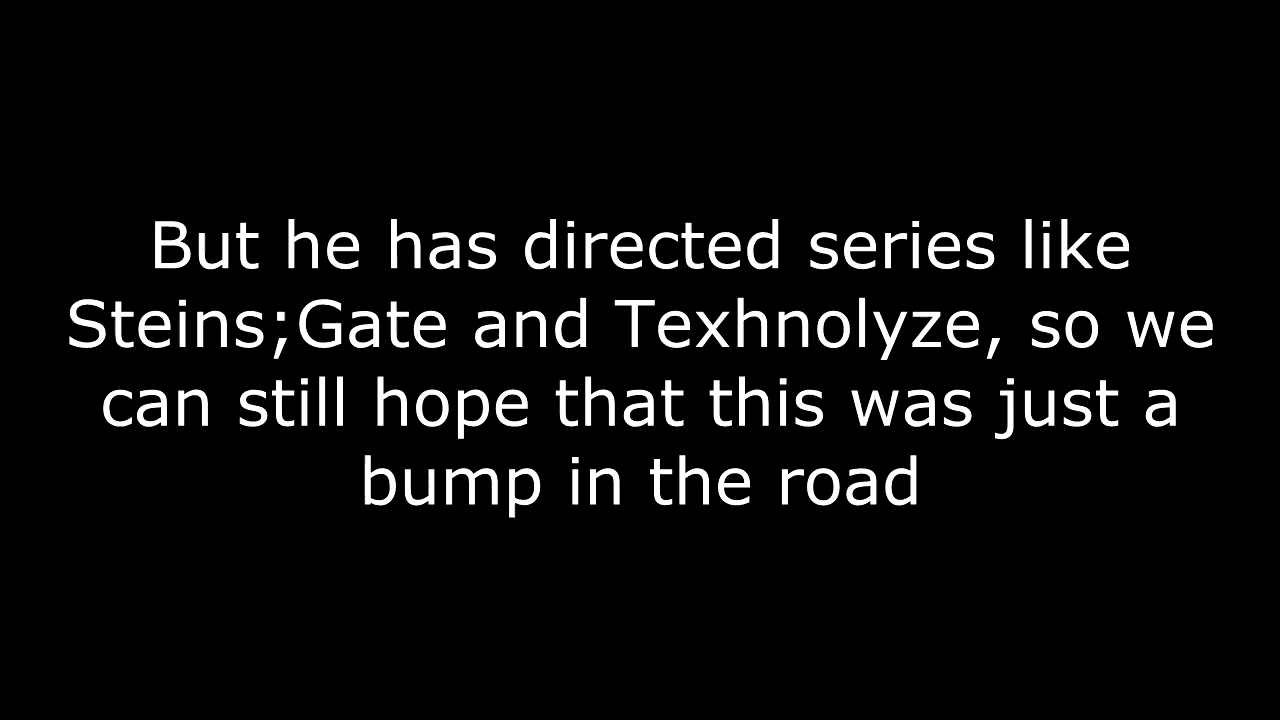 But he has directed series like
Steins;Gate and Texhnolyze, so we
can still hope that this was just a
bump in the road